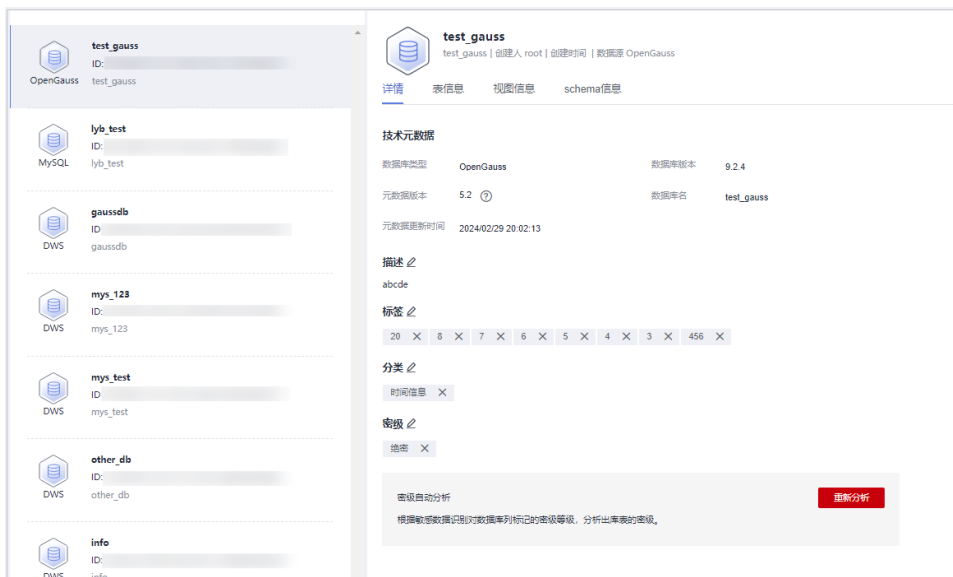 test_gauss
ID:
OpenGauss
test_gauss
lyb_test
ID:
MySQL
lyb_test
gaussdb
ID
DWS
gaussdb
mys_123
ID:
DWS
mys_123
mys_test
ID
DWS
mys_test
other_db
ID:
DWS
other_db
info
ID:
DWS
info
test_gauss
test_gauss | 创建人 root | 创建时间 | 数据源 OpenGauss
详情 表信息 视图信息 schema信息
技术元数据
数据库类型 OpenGauss 数据库版本 9.2.4
元数据版本 5.2 ? 数据库名 test_gauss
元数据更新时间 2024/02/29 20:02:13
描述
abcde
标签
20 8 7 6 5 4 3 456
分类
时间信息
密级
绝密
密级自动分析
重新分析
根据敏感数据识别对数据库列标记的密级等级，分析出库表的密级。